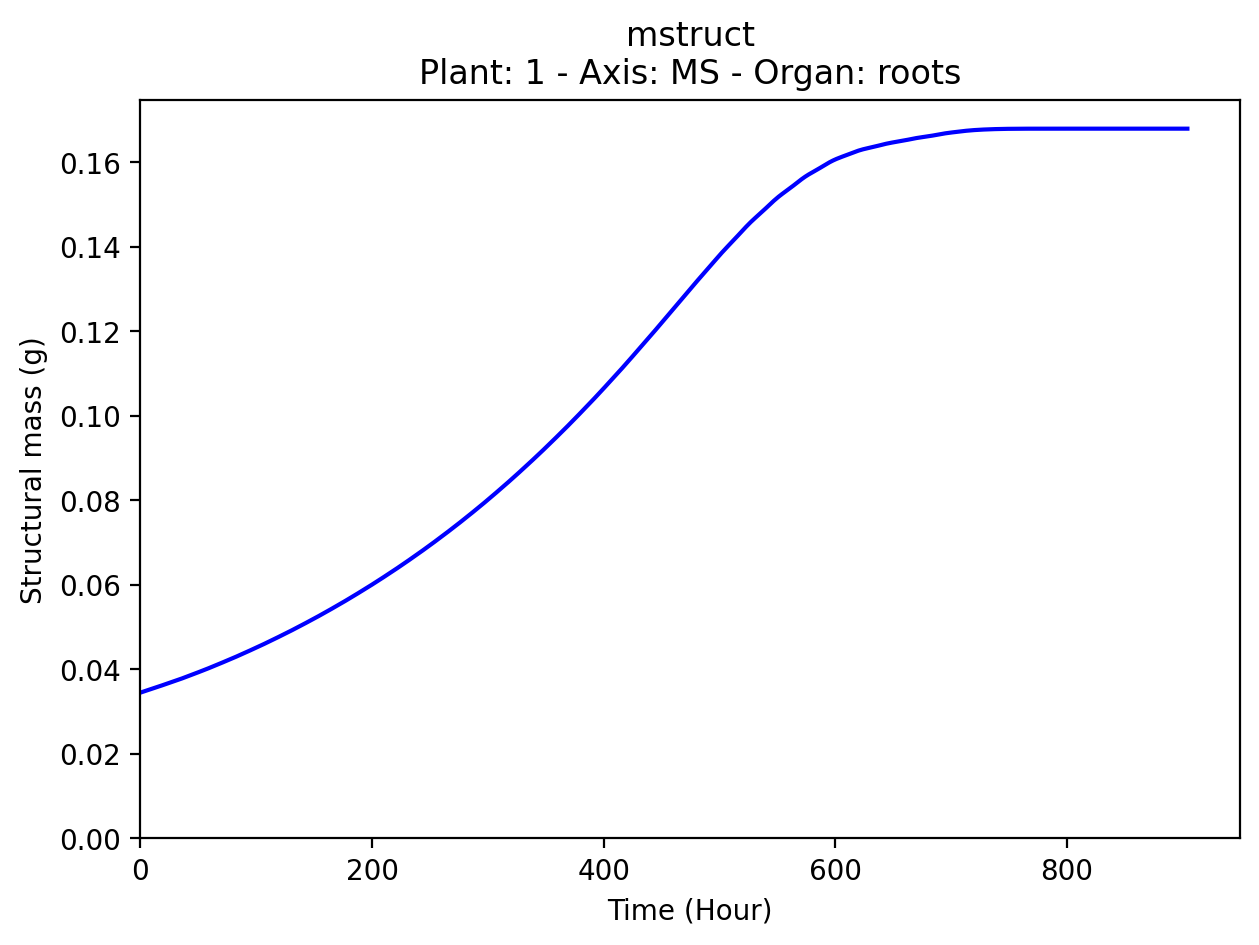 mstruct
Plant: 1 - Axis: MS - Organ: roots
Structural mass (g)
0.16
0.14
0.12
0.10
0.08
0.06
0.04
0.02
0.00
0 200 400 600 800
Time (Hour)